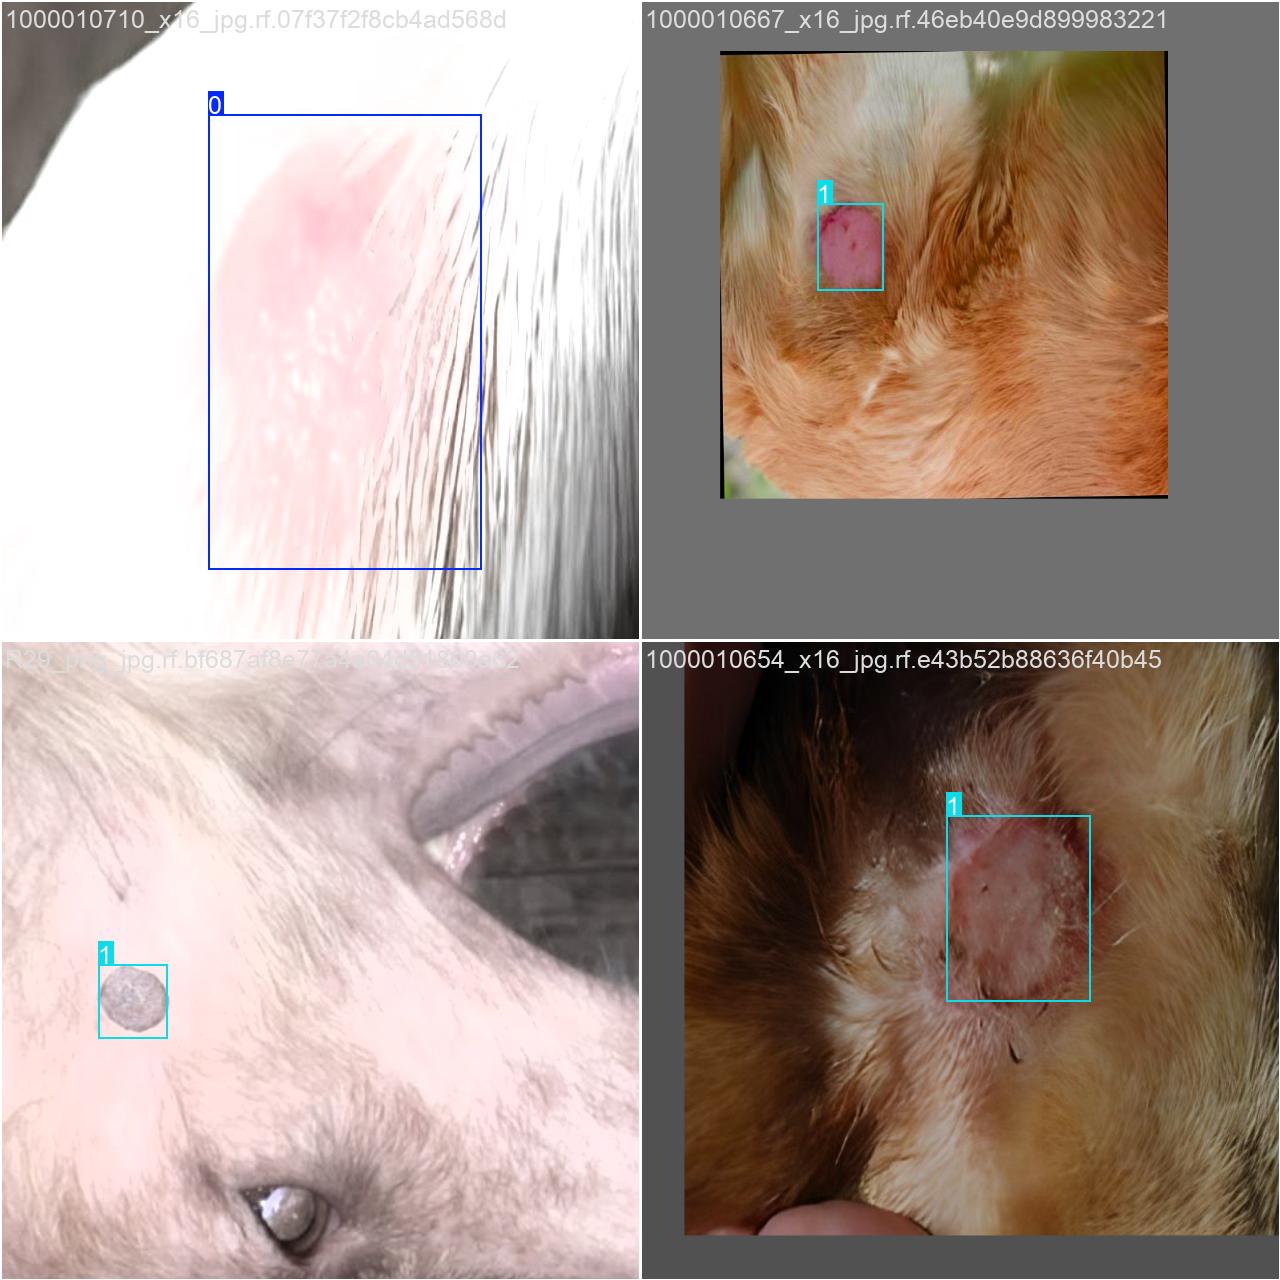 1000010710_x16_jpg.rf.07f37f2f8cb4ad568d
0
1000010667_x16_jpg.rf.46eb40e9d899983221
1
1
1000010654_x16_jpg.rf.e43b52b88636f40b45
1